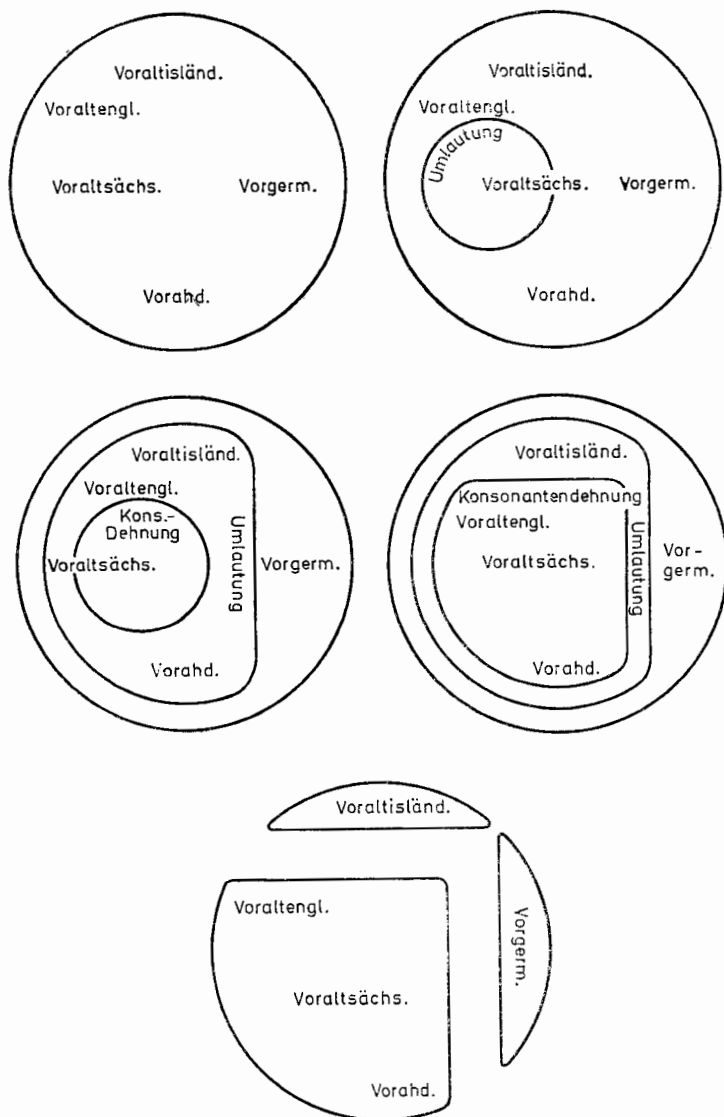 Voraltisländ.
Voraltengl.
Voraltsächs. Vorgerm.
Vorahd.
Voraltisländ.
Voraltengl.
Umlautung
Voraltsächs. Vorgerm.
Vorahd.
Voraltisländ.
Voraltengl.
Kons.-
Dehnung
Umlautung
Voraltsächs. Vorgerm.
Vorahd.
Voraltisländ.
Konsonantendehnung
Voraltengl.
Umlautung
Voraltsächs.
Vor-
germ.
Vorahd.
Voraltisländ.
Voraltengl.
Vorgerm.
Voraltsächs.
Vorahd.